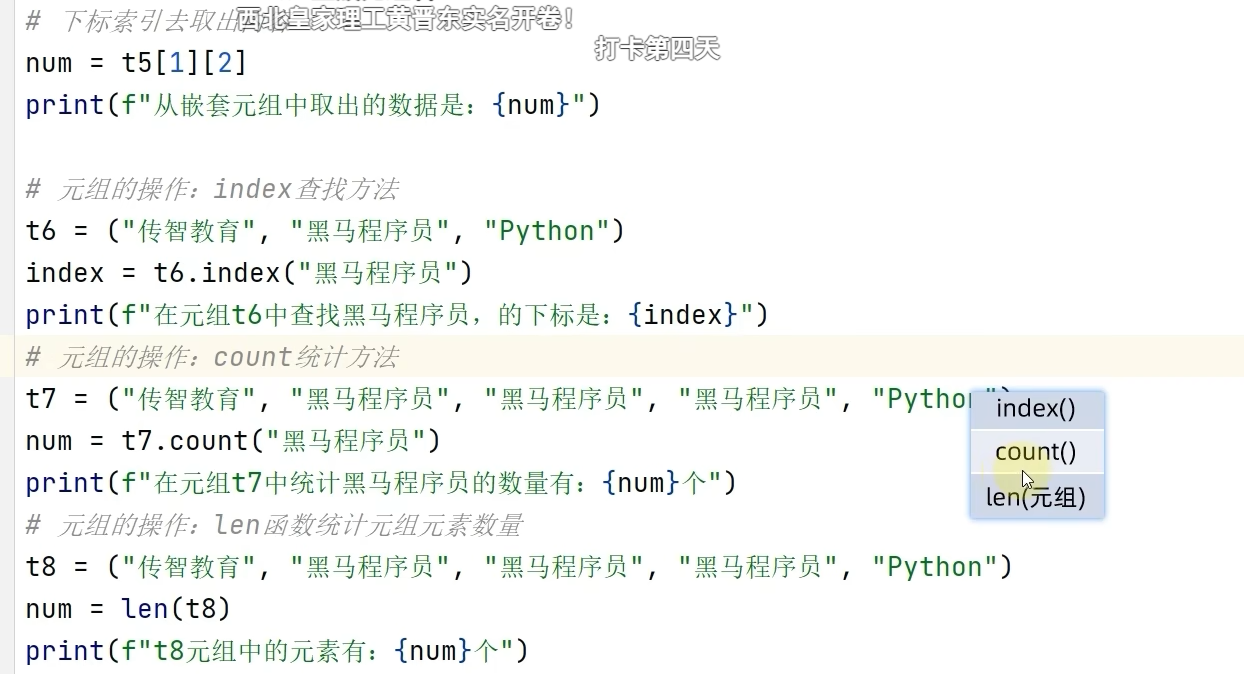 # 下标索引去取出
西北皇家理工黄晋东实名开卷！
打卡第四天
num = t5[1][2]
print(f"从嵌套元组中取出的数据是：{num}")
# 元组的操作：index查找方法
t6 = ("传智教育", "黑马程序员", "Python")
index = t6.index("黑马程序员")
print(f"在元组t6中查找黑马程序员，的下标是：{index}")
# 元组的操作：count统计方法
t7 = ("传智教育", "黑马程序员", "黑马程序员", "黑马程序员", "Python")
num = t7.count("黑马程序员")
print(f"在元组t7中统计黑马程序员的数量有：{num}个")
# 元组的操作：len函数统计元组元素数量
t8 = ("传智教育", "黑马程序员", "黑马程序员", "黑马程序员", "Python")
num = len(t8)
print(f"t8元组中的元素有：{num}个")
index()
count()
len(元组)